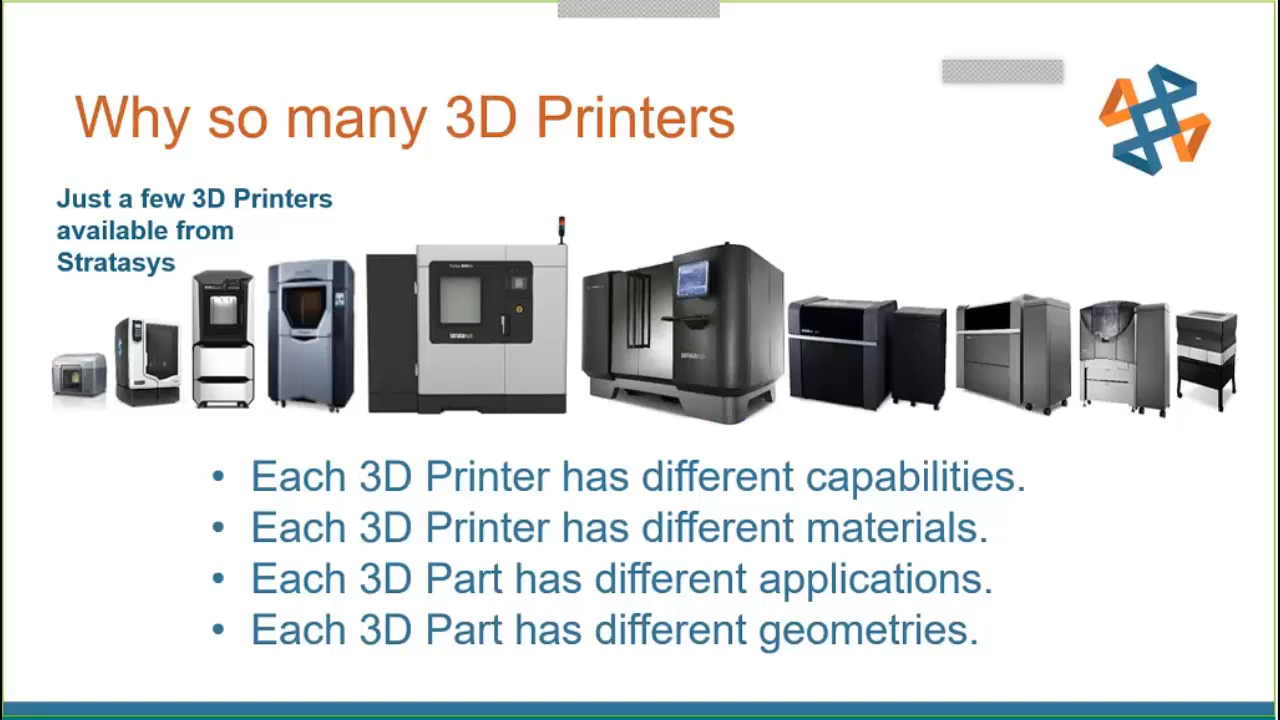 Why so many 3D Printers
Just a few 3D Printers
available from
Stratasys
• Each 3D Printer has different capabilities.
• Each 3D Printer has different materials.
• Each 3D Part has different applications.
• Each 3D Part has different geometries.